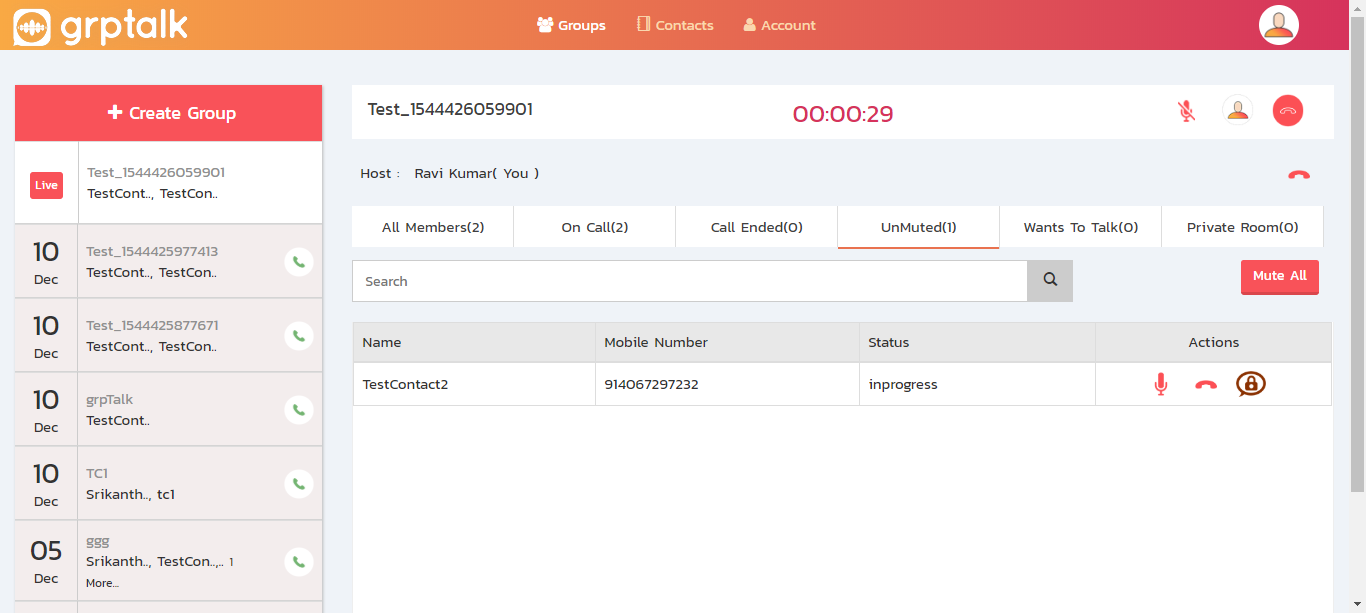 grptalk
Groups Contacts Account
Create Group
Live
Test_1544426059901
TestCont.., TestCon..
10
Dec
Test_1544425977413
TestCont.., TestCon..
10
Dec
Test_1544425877671
TestCont.., TestCon..
10
Dec
grpTalk
TestCont..
10
Dec
TC1
Srikanth.., tc1
05
Dec
ggg
Srikanth.., TestCon..,.. 1
More...
Test_1544426059901
00:00:29
Host : Ravi Kumar( You )
All Members(2) On Call(2) Call Ended(0) UnMuted(1) Wants To Talk(0) Private Room(0)
Search
Mute All
Name Mobile Number Status Actions
TestContact2 914067297232 inprogress